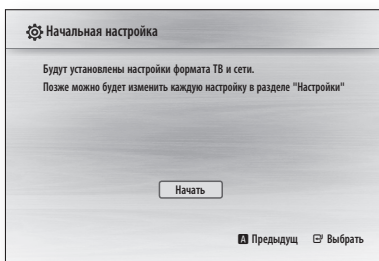 Начальная настройка
Будут установлены настройки формата ТВ и сети.
Позже можно будет изменить каждую настройку в разделе "Настройки"
Начать
A Предыдущ Выбрать